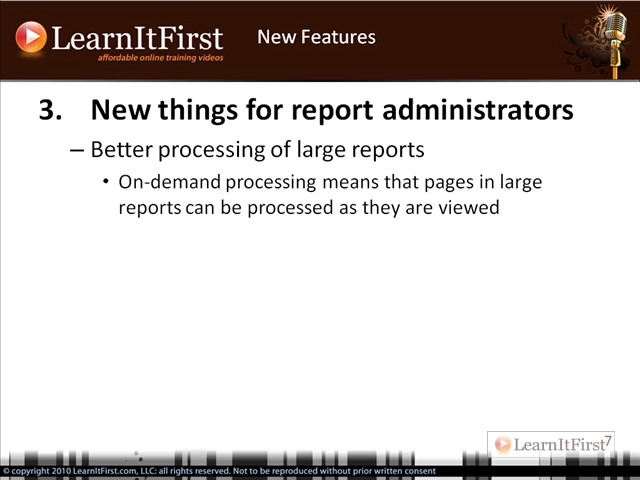 LearnItFirst
affordable online training videos
New Features
3. New things for report administrators
– Better processing of large reports
• On-demand processing means that pages in large
reports can be processed as they are viewed
LearnItFirst
7
© copyright 2010 LearnItFirst.com, LLC: all rights reserved. Not to be reproduced without prior written consent